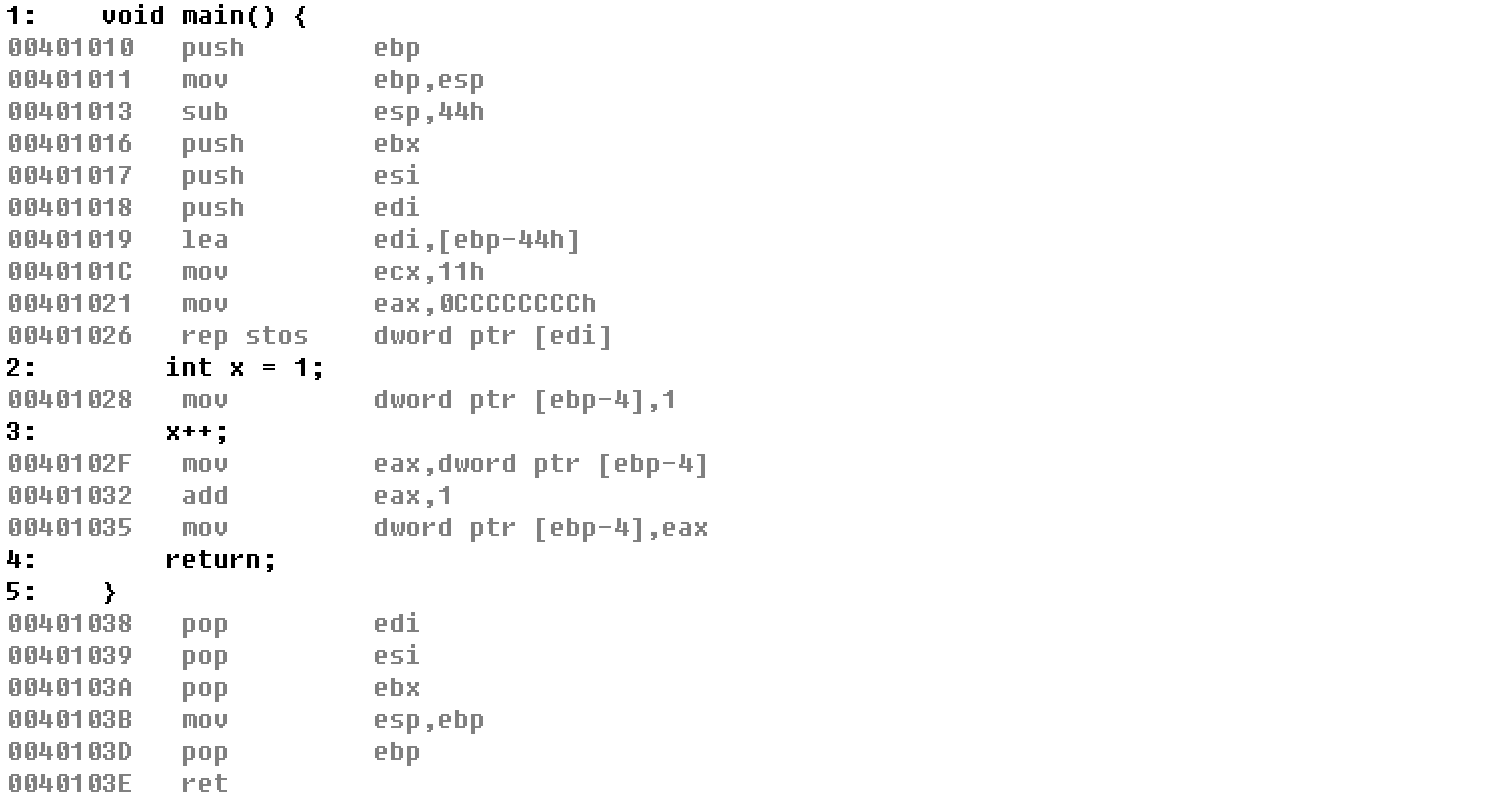 1:    void main() {
00401010   push        ebp
00401011   mov         ebp,esp
00401013   sub         esp,44h
00401016   push        ebx
00401017   push        esi
00401018   push        edi
00401019   lea         edi,[ebp-44h]
0040101C   mov         ecx,11h
00401021   mov         eax,0CCCCCCCCh
00401026   rep stos    dword ptr [edi]
2:        int x = 1;
00401028   mov         dword ptr [ebp-4],1
3:        x++;
0040102F   mov         eax,dword ptr [ebp-4]
00401032   add         eax,1
00401035   mov         dword ptr [ebp-4],eax
4:        return;
5:    }
00401038   pop         edi
00401039   pop         esi
0040103A   pop         ebx
0040103B   mov         esp,ebp
0040103D   pop         ebp
0040103E   ret